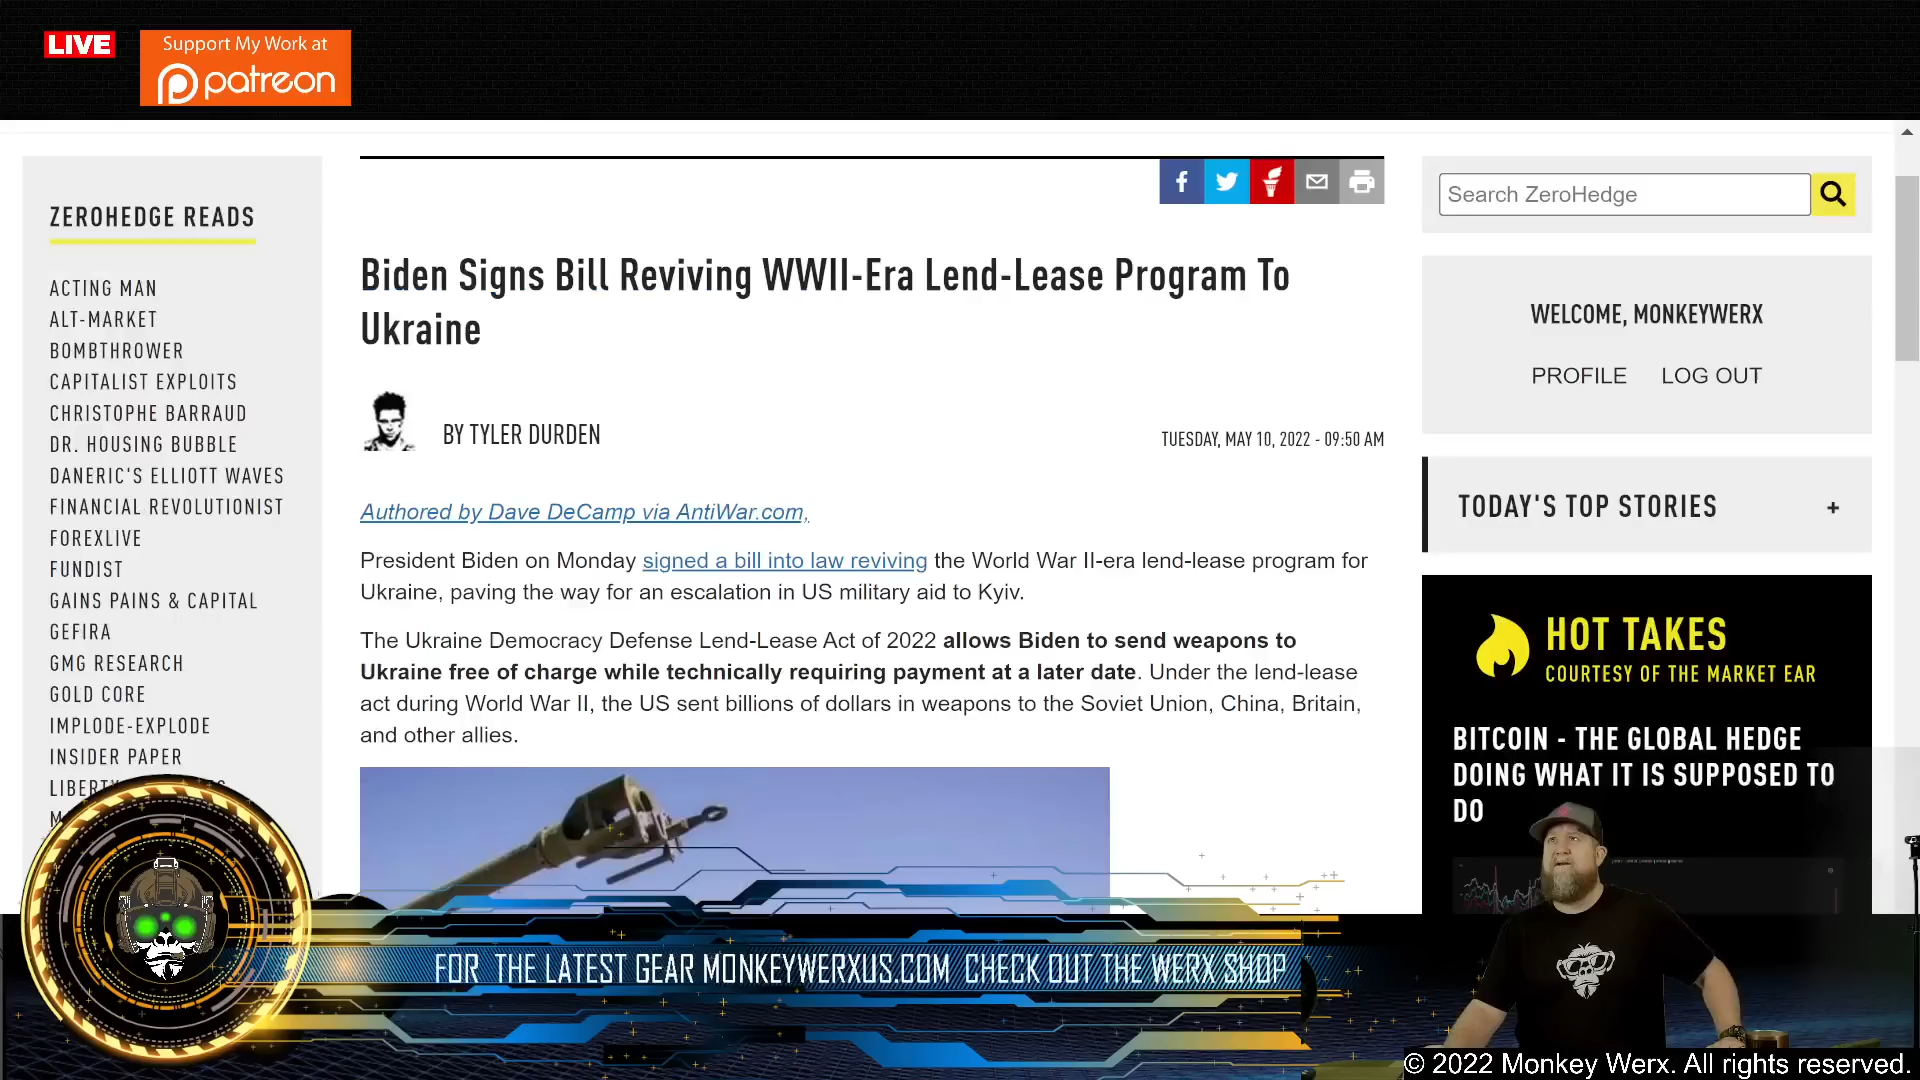 LIVE
Support My Work at
patreon
ZEROHEDGE READS
ACTING MAN
ALT-MARKET
BOMBTHROWER
CAPITALIST EXPLOITS
CHRISTOPHE BARRAUD
DR. HOUSING BUBBLE
DANERIC'S ELLIOTT WAVES
FINANCIAL REVOLUTIONIST
FOREXLIVE
FUNDIST
GAINS PAINS & CAPITAL
GEFIRA
GMG RESEARCH
GOLD CORE
IMPLODE-EXPLODE
INSIDER PAPER
Biden Signs Bill Reviving WWII-Era Lend-Lease Program To
Ukraine
BY TYLER DURDEN
TUESDAY, MAY 10, 2022 - 09:50 AM
Authored by Dave DeCamp via AntiWar.com,
President Biden on Monday signed a bill into law reviving the World War II-era lend-lease program for
Ukraine, paving the way for an escalation in US military aid to Kyiv.
The Ukraine Democracy Defense Lend-Lease Act of 2022 allows Biden to send weapons to
Ukraine free of charge while technically requiring payment at a later date. Under the lend-lease
act during World War II, the US sent billions of dollars in weapons to the Soviet Union, China, Britain,
and other allies.
Search ZeroHedge
WELCOME, MONKEYWERX
PROFILE LOG OUT
TODAY'S TOP STORIES +
HOT TAKES
COURTESY OF THE MARKET EAR
BITCOIN - THE GLOBAL HEDGE
DOING WHAT IT IS SUPPOSED TO
DO
FOR THE LATEST GEAR MONKEYWERXUS.COM CHECK OUT THE WERX SHOP
© 2022 Monkey Werx. All rights reserved.